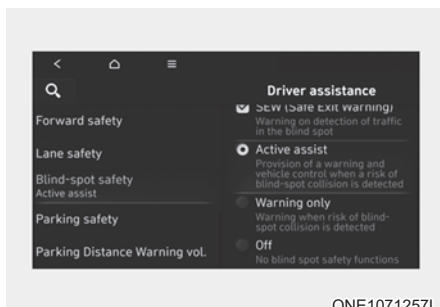 Driver assistance
Forward safety
Lane safety
Blind-spot safety
Active assist
Parking safety
Parking Distance Warning vol.
SEW (Safe Exit Warning)
Warning on detection of traffic
in the blind spot
Active assist
Provision of a warning and
vehicle control when a risk of
blind-spot collision is detected
Warning only
Warning when risk of blind-
spot collision is detected
Off
No blind spot safety functions
ONE1071257L